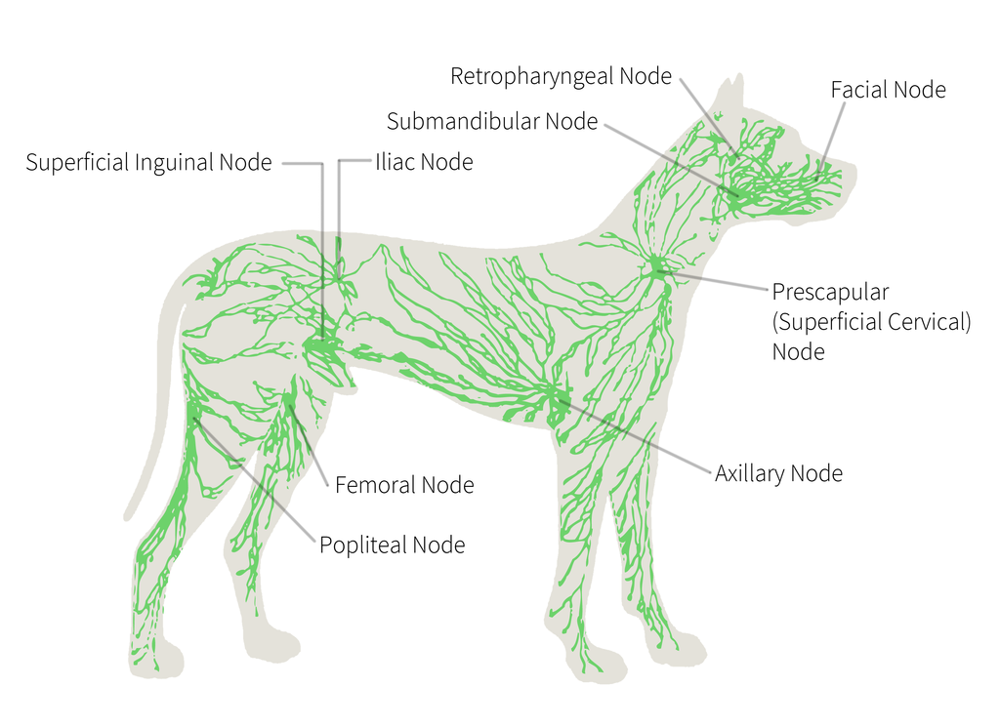 Retropharyngeal Node
Facial Node
Submandibular Node
Superficial Inguinal Node
Iliac Node
Prescapular
(Superficial Cervical)
Node
Axillary Node
Femoral Node
Popliteal Node